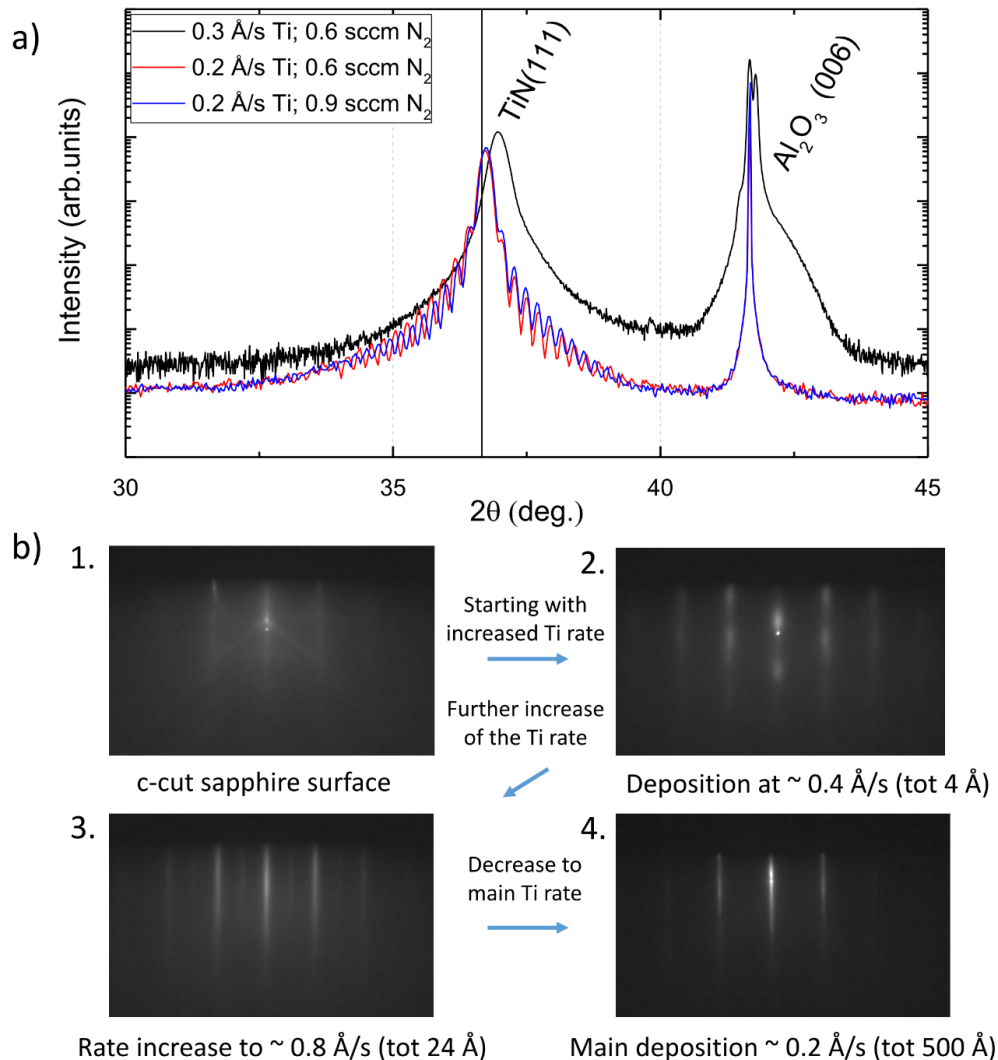 a)
0.3 Å/s Ti; 0.6 sccm N₂
0.2 Å/s Ti; 0.6 sccm N₂
0.2 Å/s Ti; 0.9 sccm N₂
TiN(111)
Al₂O₃ (006)
Intensity (arb.units)
30
35
40
45
2θ (deg.)
b)
1.
2.
Starting with
increased Ti rate
Further increase
of the Ti rate
c-cut sapphire surface
Deposition at ~ 0.4 Å/s (tot 4 Å)
3.
4.
Decrease to
main Ti rate
Rate increase to ~ 0.8 Å/s (tot 24 Å)
Main deposition ~ 0.2 Å/s (tot 500 Å)